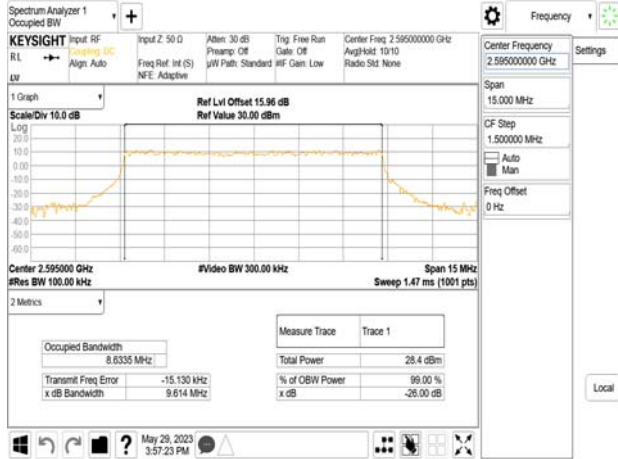 Spectrum Analyzer 1
Occupied BW
Frequency
KEYSIGHT Input: RF Input Z: 50 Ω Atten: 30 dB Trig: Free Run Center Freq: 2.595000000 GHz
RL Coupling: DC Preamp: Off Gate: Off Avg|Hold: 10/10
Align: Auto Freq Ref: Int (S) µW Path: Standard #IF Gain: Low Radio Std: None
LVI NFE: Adaptive
Center Frequency
2.595000000 GHz
Settings
Span
15.000 MHz
CF Step
1.500000 MHz
Auto
Man
Freq Offset
0 Hz
Local
1 Graph
Ref Lvl Offset 15.96 dB
Scale/Div 10.0 dB Ref Value 30.00 dBm
Log
20.0
10.0
0.00
-10.0
-20.0
-30.0
-40.0
-50.0
-60.0
Center 2.595000 GHz #Video BW 300.00 kHz Span 15 MHz
#Res BW 100.00 kHz Sweep 1.47 ms (1001 pts)
2 Metrics
Measure Trace Trace 1
Occupied Bandwidth
8.6335 MHz Total Power 28.4 dBm
Transmit Freq Error -15.130 kHz % of OBW Power 99.00 %
x dB Bandwidth 9.614 MHz x dB -26.00 dB
May 29, 2023
3:57:23 PM